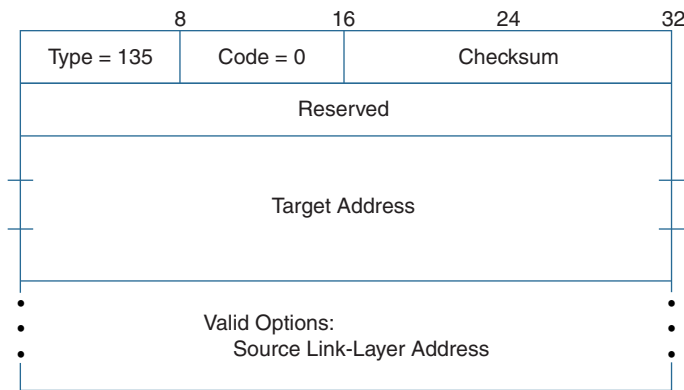 8 16 24 32
Type = 135 Code = 0 Checksum
Reserved
Target Address
Valid Options:
Source Link-Layer Address